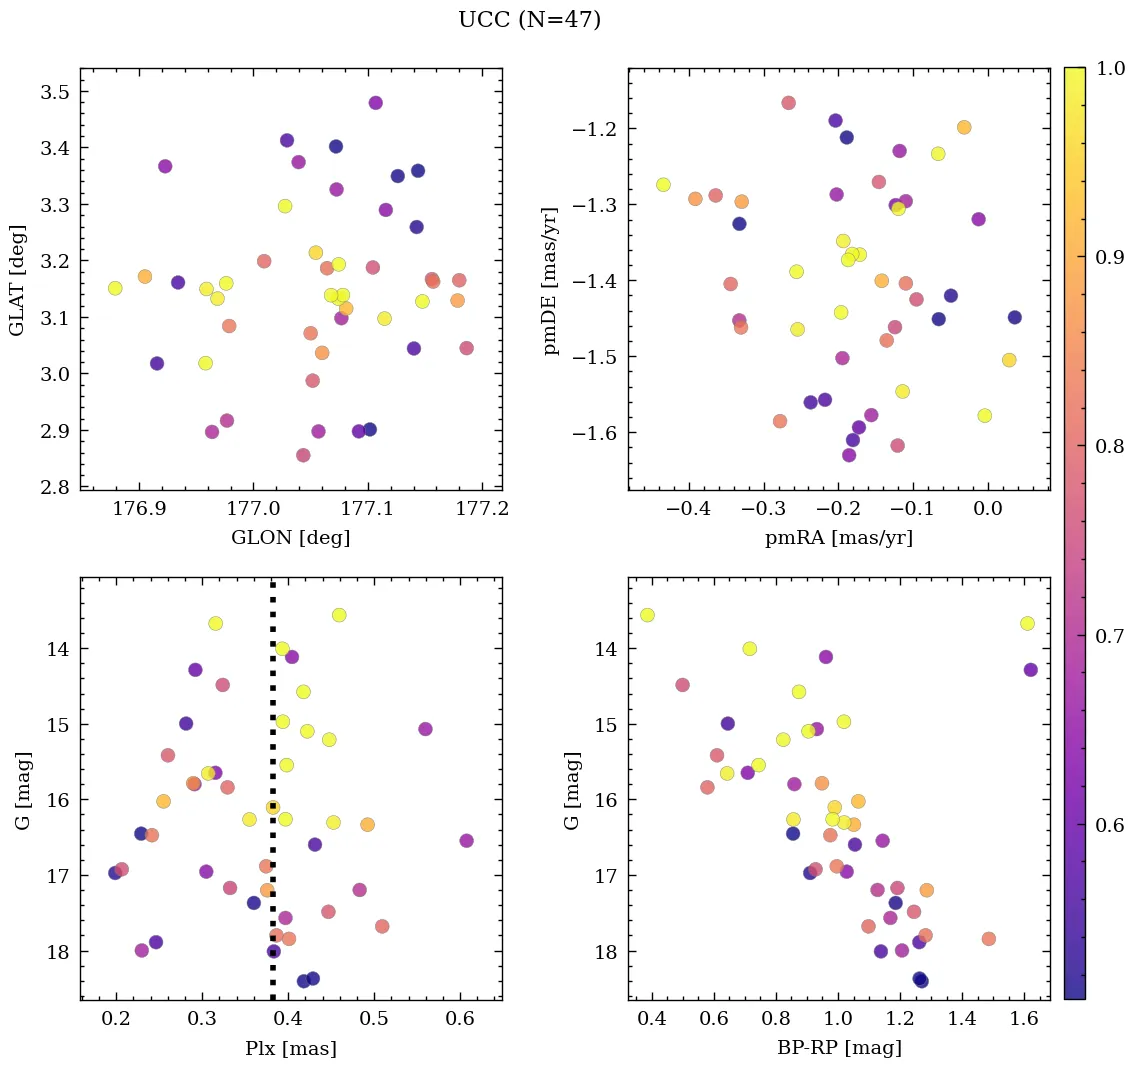 UCC (N=47)
3.5
3.4
3.3
3.2
3.1
3.0
2.9
2.8
GLAT [deg]
176.9 177.0 177.1 177.2
GLON [deg]
−1.2
−1.3
−1.4
−1.5
−1.6
pmDE [mas/yr]
−0.4 −0.3 −0.2 −0.1 0.0
pmRA [mas/yr]
1.0
0.9
0.8
0.7
0.6
14
15
16
17
18
G [mag]
0.2 0.3 0.4 0.5 0.6
Plx [mas]
14
15
16
17
18
G [mag]
0.4 0.6 0.8 1.0 1.2 1.4 1.6
BP-RP [mag]